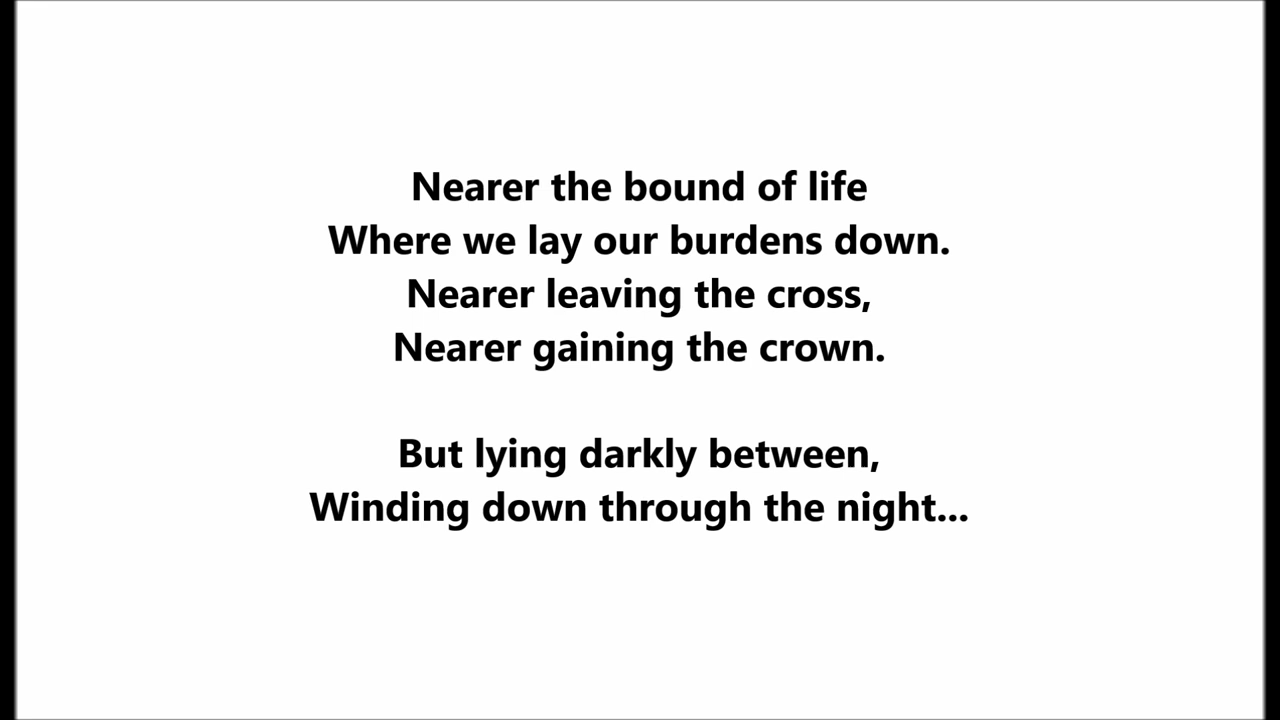 Nearer the bound of life
Where we lay our burdens down.
Nearer leaving the cross,
Nearer gaining the crown.
But lying darkly between,
Winding down through the night...